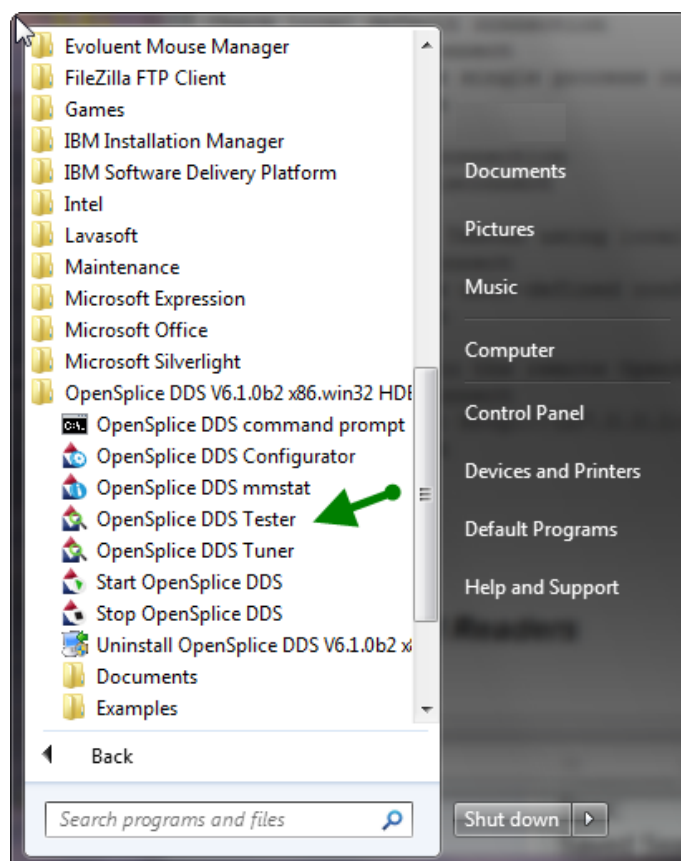 Evoluent Mouse Manager
FileZilla FTP Client
Games
IBM Installation Manager
IBM Software Delivery Platform
Intel
Lavasoft
Maintenance
Microsoft Expression
Microsoft Office
Microsoft Silverlight
OpenSplice DDS V6.1.0b2 x86.win32 HDE
OpenSplice DDS command prompt
OpenSplice DDS Configurator
OpenSplice DDS mmstat
OpenSplice DDS Tester
OpenSplice DDS Tuner
Start OpenSplice DDS
Stop OpenSplice DDS
Uninstall OpenSplice DDS V6.1.0b2
Documents
Examples
Back
Search programs and files
Documents
Pictures
Music
Computer
Control Panel
Devices and Printers
Default Programs
Help and Support
Readers
Shut down